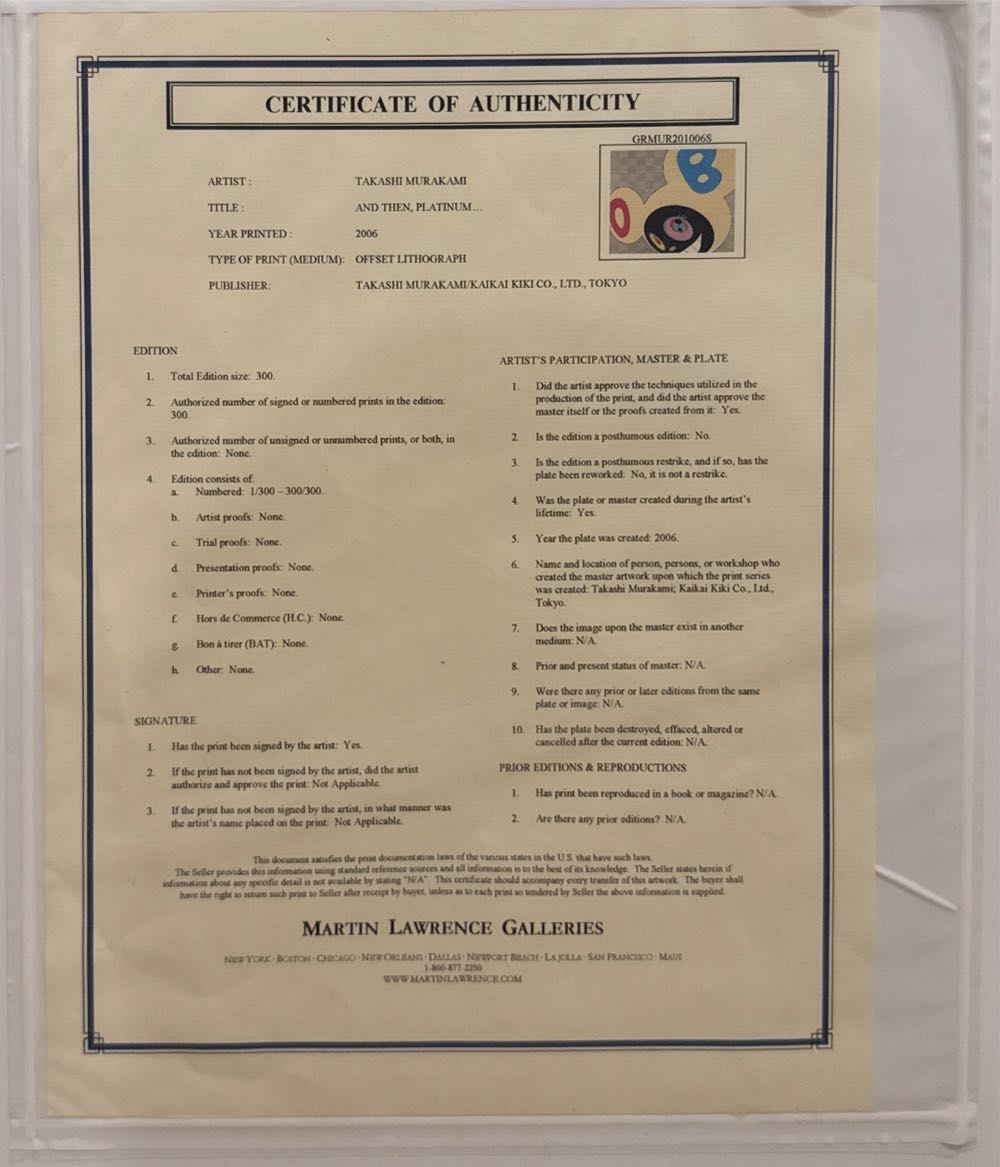 CERTIFICATE OF AUTHENTICITY
GRMUR201006S
ARTIST : TAKASHI MURAKAMI
TITLE : AND THEN, PLATINUM...
YEAR PRINTED : 2006
TYPE OF PRINT (MEDIUM): OFFSET LITHOGRAPH
PUBLISHER: TAKASHI MURAKAMI/KAIKAI KIKI CO., LTD., TOKYO
EDITION
1. Total Edition size: 300.
2. Authorized number of signed or numbered prints in the edition:
300.
3. Authorized number of unsigned or unnumbered prints, or both, in
the edition: None.
4. Edition consists of:
a. Numbered: 1/300 – 300/300.
b. Artist proofs: None.
c. Trial proofs: None.
d. Presentation proofs: None.
e. Printer's proofs: None.
f. Hors de Commerce (H.C.): None.
g. Bon à tirer (BAT): None.
h. Other: None.
SIGNATURE
1. Has the print been signed by the artist: Yes.
2. If the print has not been signed by the artist, did the artist
authorize and approve the print: Not Applicable.
3. If the print has not been signed by the artist, in what manner was
the artist's name placed on the print: Not Applicable.
ARTIST'S PARTICIPATION, MASTER & PLATE
1. Did the artist approve the techniques utilized in the
production of the print, and did the artist approve the
master itself or the proofs created from it: Yes.
2. Is the edition a posthumous edition: No.
3. Is the edition a posthumous restrike, and if so, has the
plate been reworked: No, it is not a restrike.
4. Was the plate or master created during the artist's
lifetime: Yes.
5. Year the plate was created: 2006.
6. Name and location of person, persons, or workshop who
created the master artwork upon which the print series
was created: Takashi Murakami; Kaikai Kiki Co., Ltd.,
Tokyo.
7. Does the image upon the master exist in another
medium: N/A.
8. Prior and present status of master: N/A.
9. Were there any prior or later editions from the same
plate or image: N/A.
10. Has the plate been destroyed, effaced, altered or
cancelled after the current edition: N/A.
PRIOR EDITIONS & REPRODUCTIONS
1. Has print been reproduced in a book or magazine? N/A.
2. Are there any prior editions? N/A.
This document satisfies the print documentation laws of the various states in the U.S. that have such laws.
The Seller provides this information using standard reference sources and all information is to the best of its knowledge. The Seller states herein if
information about any specific detail is not available by stating "N/A". This certificate should accompany every transfer of this artwork. The buyer shall
have the right to return such print to Seller after receipt by buyer, unless as to each print so tendered by Seller the above information is supplied.
MARTIN LAWRENCE GALLERIES
NEW YORK · BOSTON · CHICAGO · NEW ORLEANS · DALLAS · NEWPORT BEACH · LA JOLLA · SAN FRANCISCO · MAUI
1-800-877-2250
WWW.MARTINLAWRENCE.COM